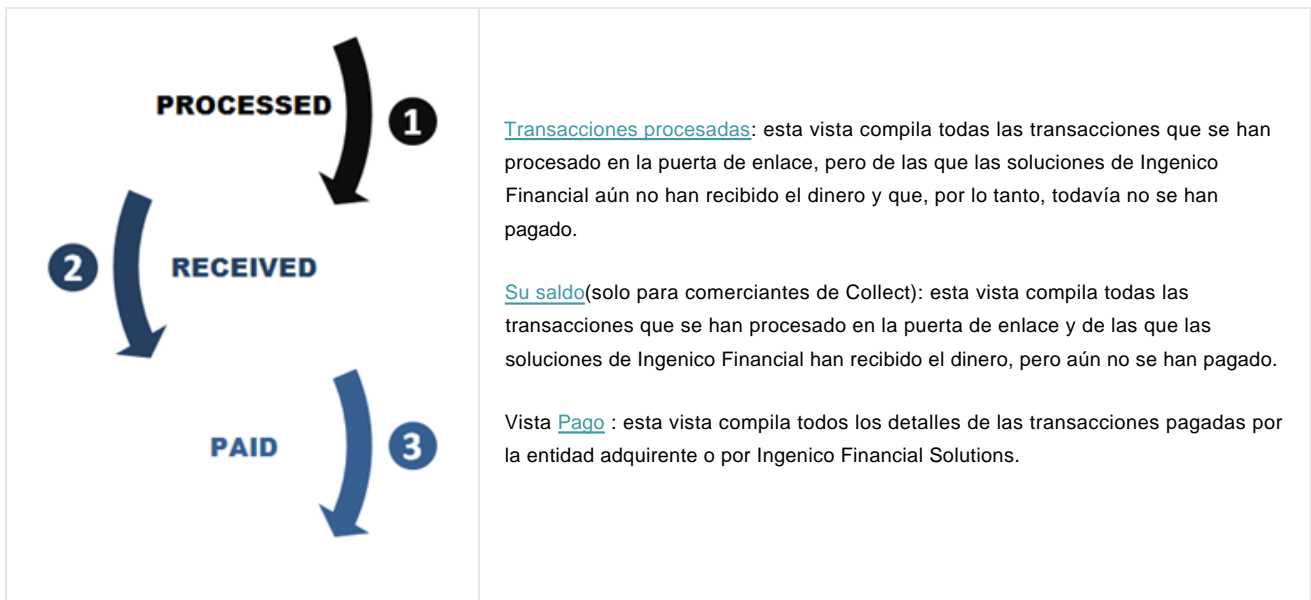 PROCESSED
1
2
RECEIVED
PAID
3
Transacciones procesadas: esta vista compila todas las transacciones que se han
procesado en la puerta de enlace, pero de las que las soluciones de Ingenico
Financial aún no han recibido el dinero y que, por lo tanto, todavía no se han
pagado.
Su saldo(solo para comerciantes de Collect): esta vista compila todas las
transacciones que se han procesado en la puerta de enlace y de las que las
soluciones de Ingenico Financial han recibido el dinero, pero aún no se han pagado.
Vista Pago : esta vista compila todos los detalles de las transacciones pagadas por
la entidad adquirente o por Ingenico Financial Solutions.